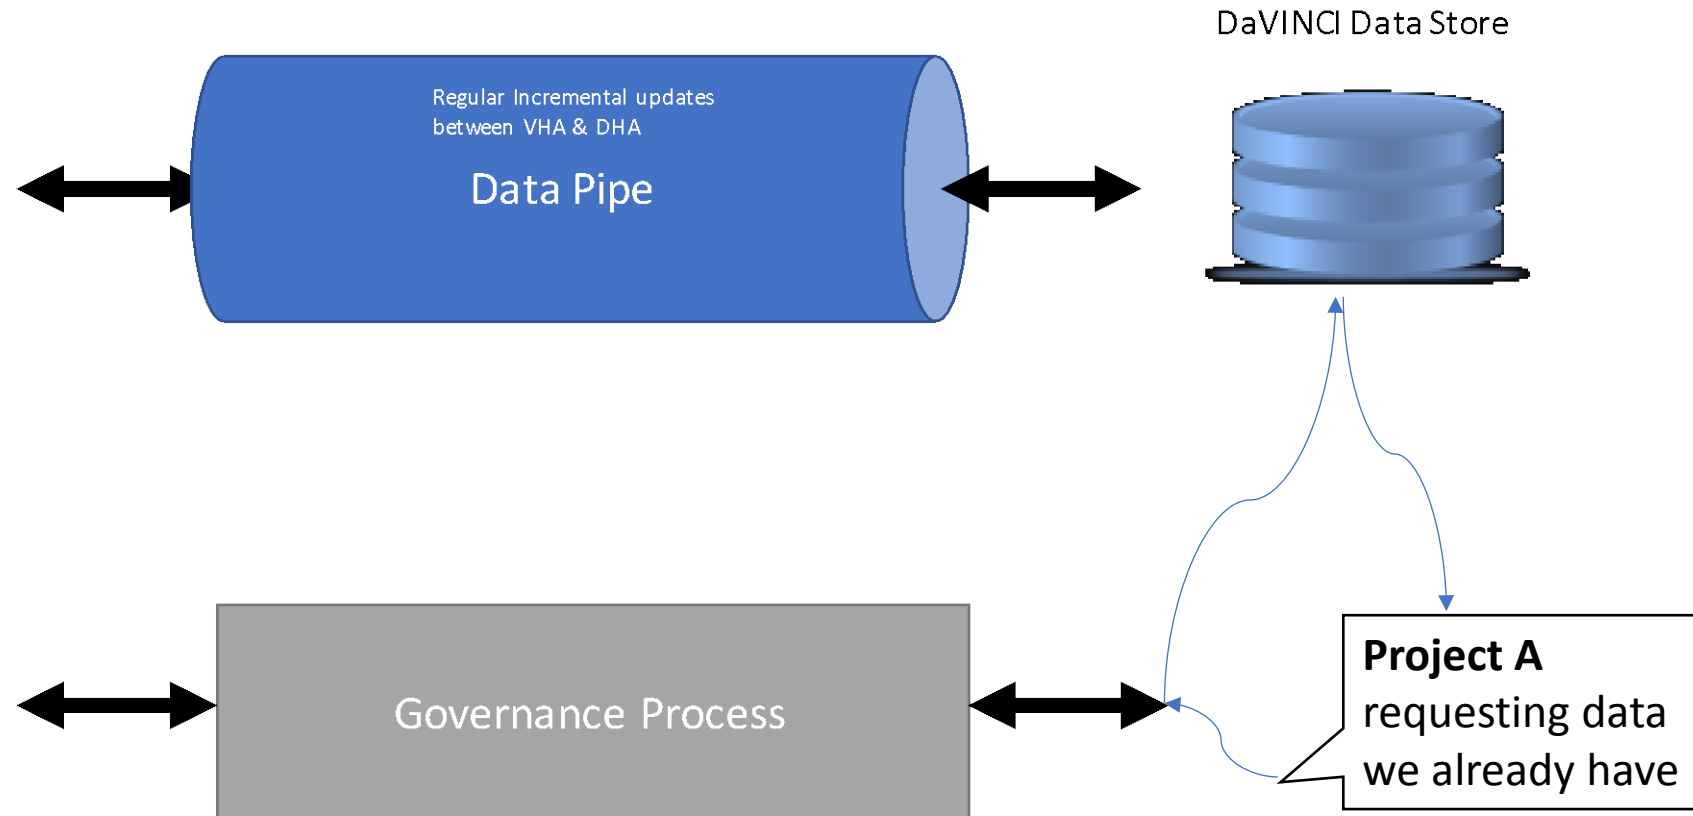 DaVINCI Data Store
Regular Incremental updates
between VHA & DHA
Data Pipe
Governance Process
Project A
requesting data
we already have